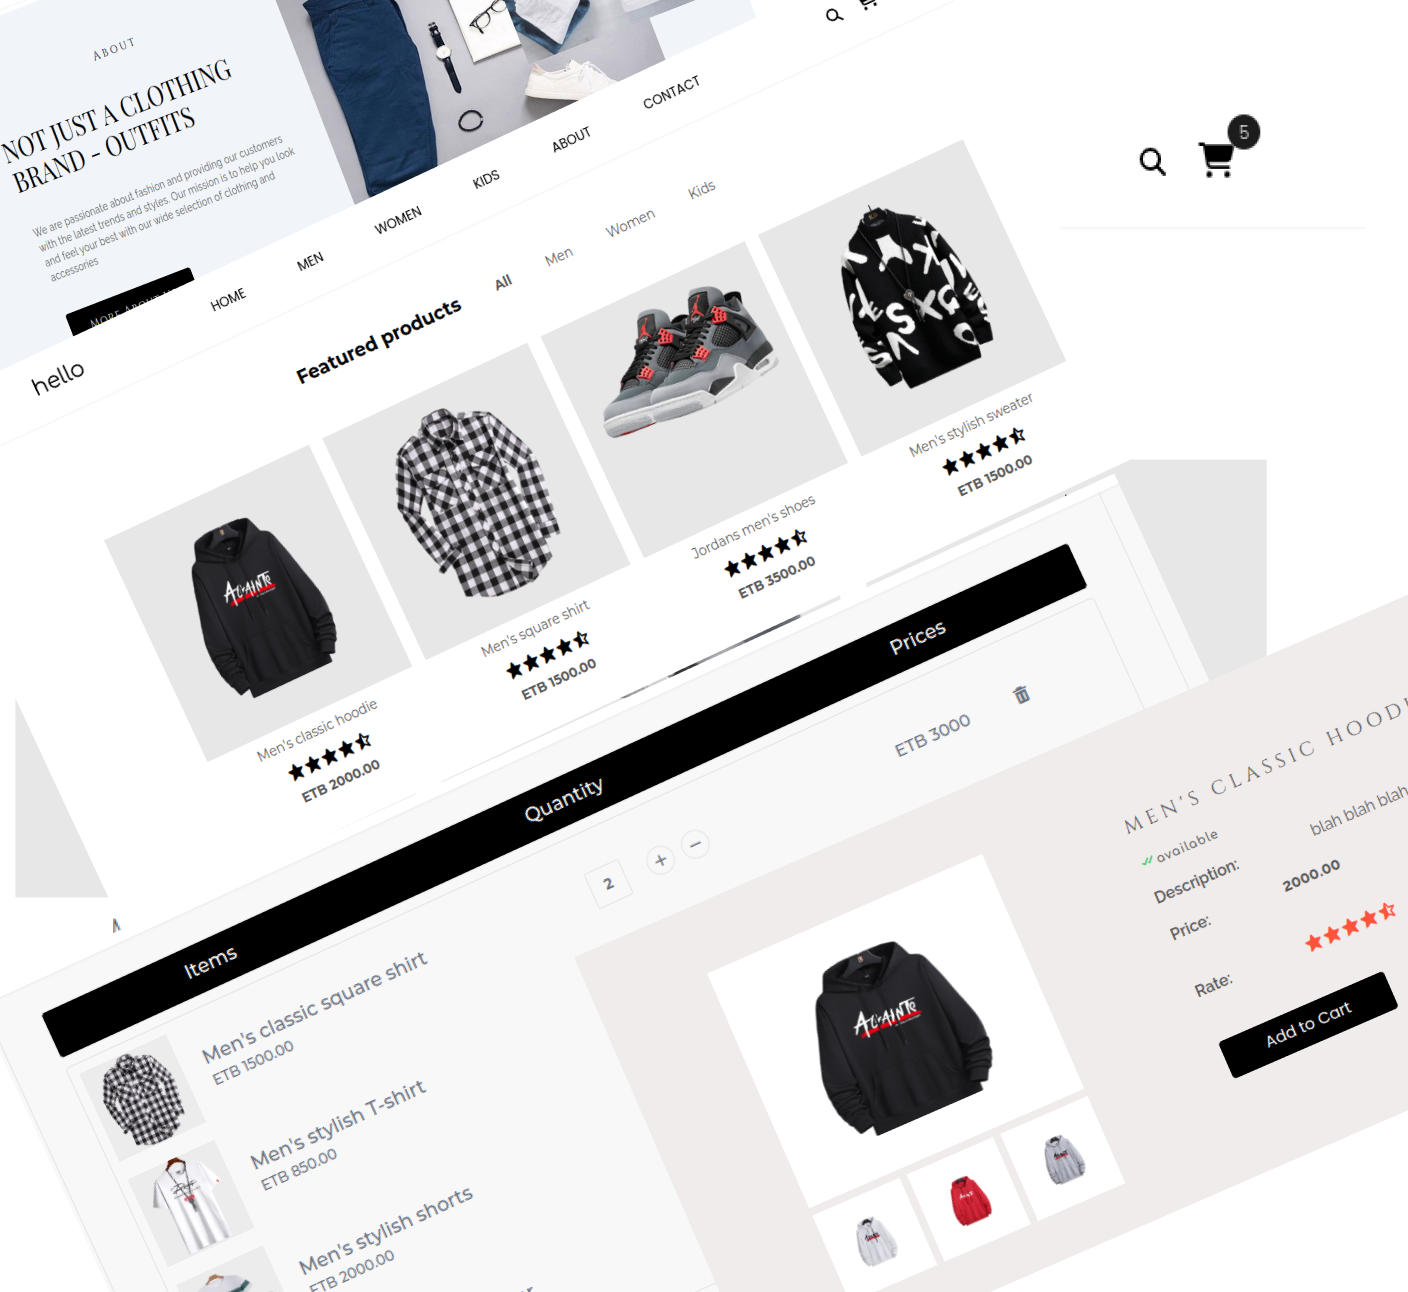 ABOUT
NOT JUST A CLOTHING
BRAND - OUTFITS
We are passionate about fashion and providing our customers
with the latest trends and styles. Our mission is to help you look
and feel your best with our wide selection of clothing and
accessories
MORE ABOUT
hello
HOME
MEN
WOMEN
KIDS
ABOUT
CONTACT
5
Featured products
All
Men
Women
Kids
Men's classic hoodie
ETB 2000.00
Men's square shirt
ETB 1500.00
Jordans men's shoes
ETB 3500.00
Men's stylish sweater
ETB 1500.00
Items
Quantity
Prices
Men's classic square shirt
ETB 1500.00
2
+
−
ETB 3000
Men's stylish T-shirt
ETB 850.00
Men's stylish shorts
ETB 2000.00
MEN'S CLASSIC HOODI
available
Description:
blah blah blah
Price:
2000.00
Rate:
Add to Cart